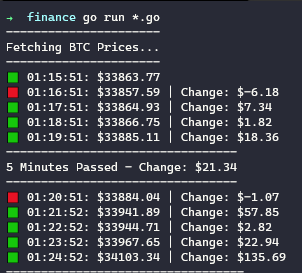 → finance go run *.go
--------------------
Fetching BTC Prices...
--------------------
🟩 01:15:51: $33863.77
🟥 01:16:51: $33857.59 | Change: $-6.18
🟩 01:17:51: $33864.93 | Change: $7.34
🟩 01:18:51: $33866.75 | Change: $1.82
🟩 01:19:51: $33885.11 | Change: $18.36
------------------------------
5 Minutes Passed - Change: $21.34
------------------------------
🟥 01:20:51: $33884.04 | Change: $-1.07
🟩 01:21:52: $33941.89 | Change: $57.85
🟩 01:22:52: $33944.71 | Change: $2.82
🟩 01:23:52: $33967.65 | Change: $22.94
🟩 01:24:52: $34103.34 | Change: $135.69
------------------------------